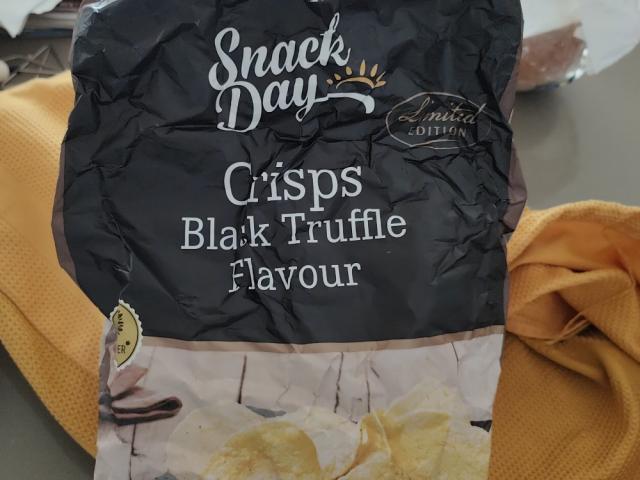 Snack
Day
Limited
EDITION
Crisps
Black Truffle
Flavour